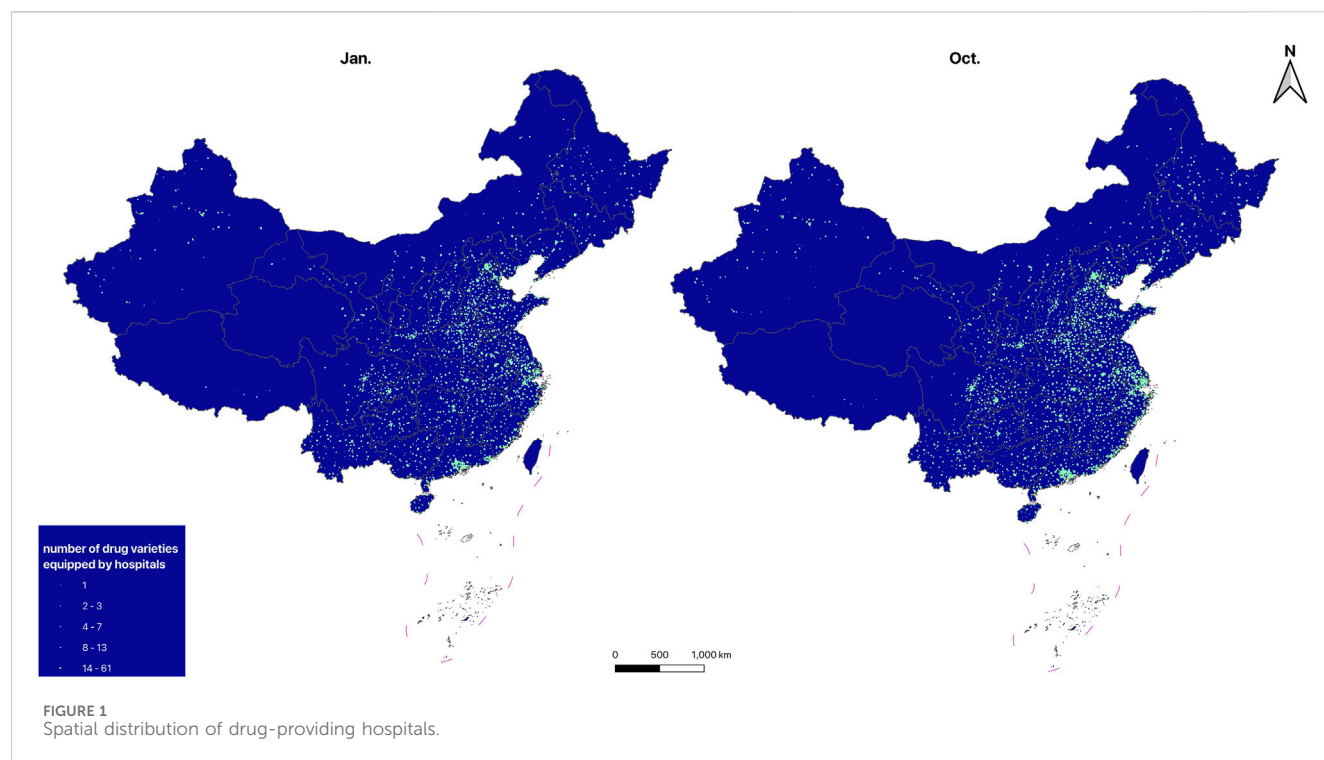 Jan.
Oct.
N
number of drug varieties
equipped by hospitals
1
2 - 3
4 - 7
8 - 13
14 - 61
0 500 1,000 km
FIGURE 1
Spatial distribution of drug-providing hospitals.